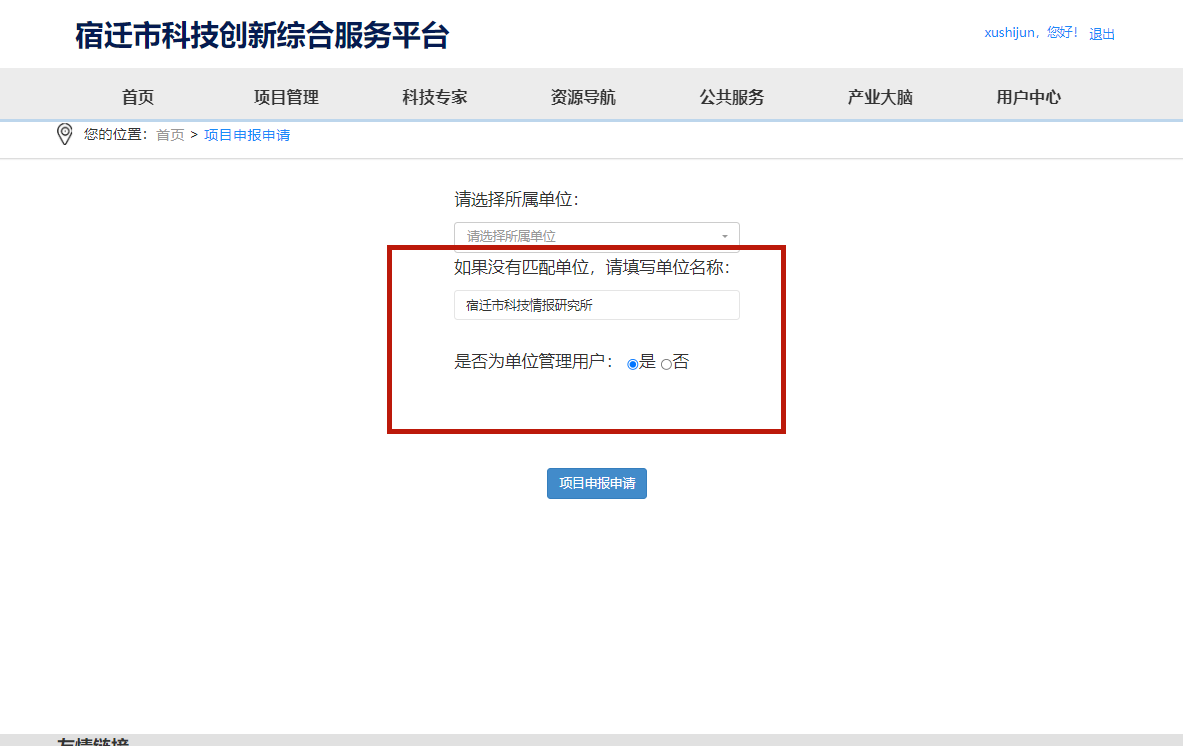 宿迁市科技创新综合服务平台
xushijun，您好！ 退出
首页 项目管理 科技专家 资源导航 公共服务 产业大脑 用户中心
您的位置：首页 > 项目申报申请
请选择所属单位：
请选择所属单位
如果没有匹配单位，请填写单位名称：
宿迁市科技情报研究所
是否为单位管理用户： 是 否
项目申报申请
友情链接